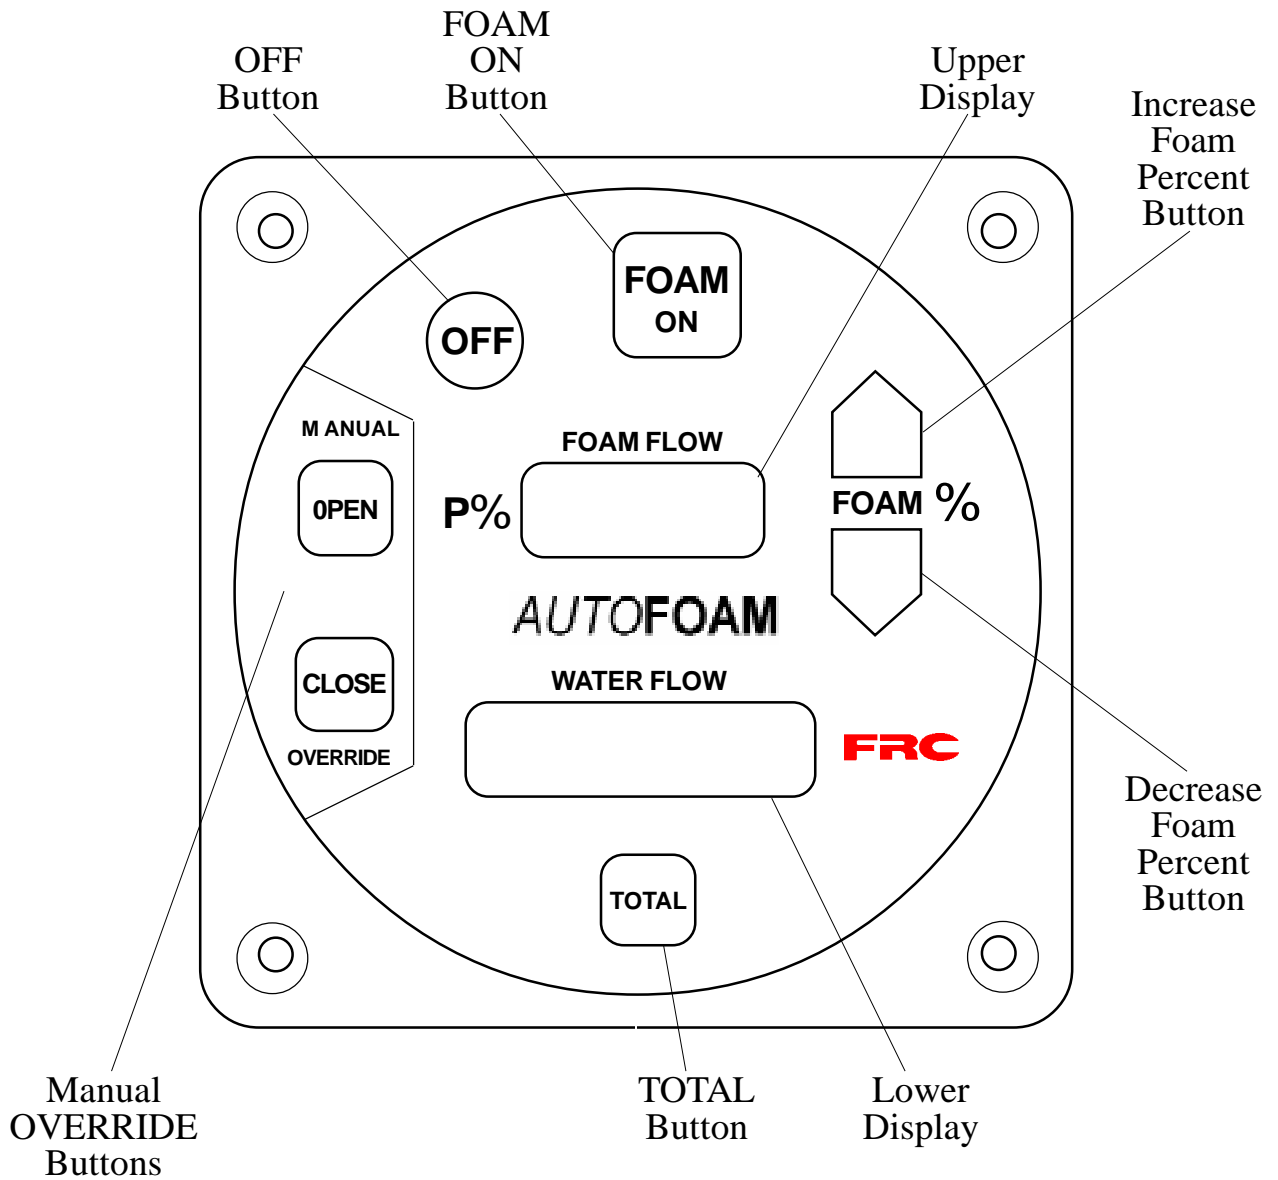 OFF
Button
FOAM
ON
Button
Upper
Display
Increase
Foam
Percent
Button
FOAM
ON
OFF
M ANUAL
0PEN
CLOSE
OVERRIDE
FOAM FLOW
P%
FOAM %
AUTOFOAM
WATER FLOW
FRC
TOTAL
Decrease
Foam
Percent
Button
Manual
OVERRIDE
Buttons
TOTAL
Button
Lower
Display